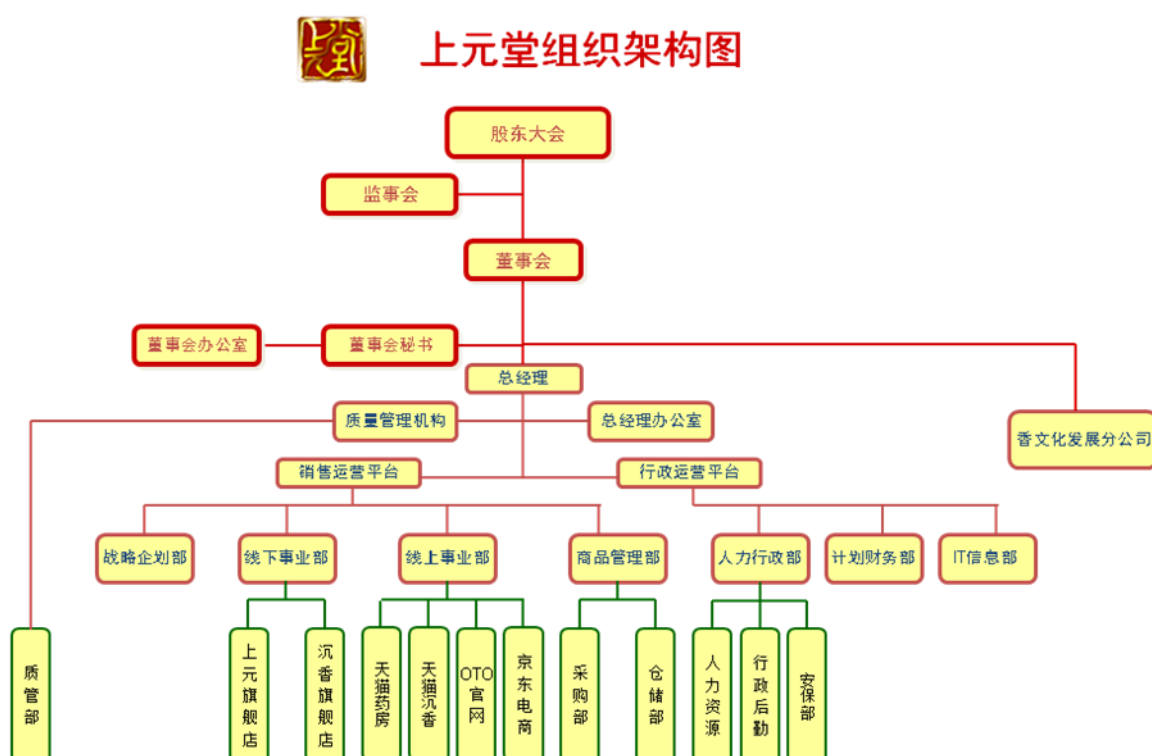 上元堂
上元堂组织架构图
股东大会
监事会
董事会
董事会办公室
董事会秘书
总经理
质量管理机构
总经理办公室
香文化发展分公司
销售运营平台
行政运营平台
战略企划部
线下事业部
线上事业部
商品管理部
人力行政部
计划财务部
IT信息部
质管部
上元旗舰店
沉香旗舰店
天猫药房
天猫沉香
OTO
官网
京东电商
采购部
仓储部
人力资源
行政后勤
安保部